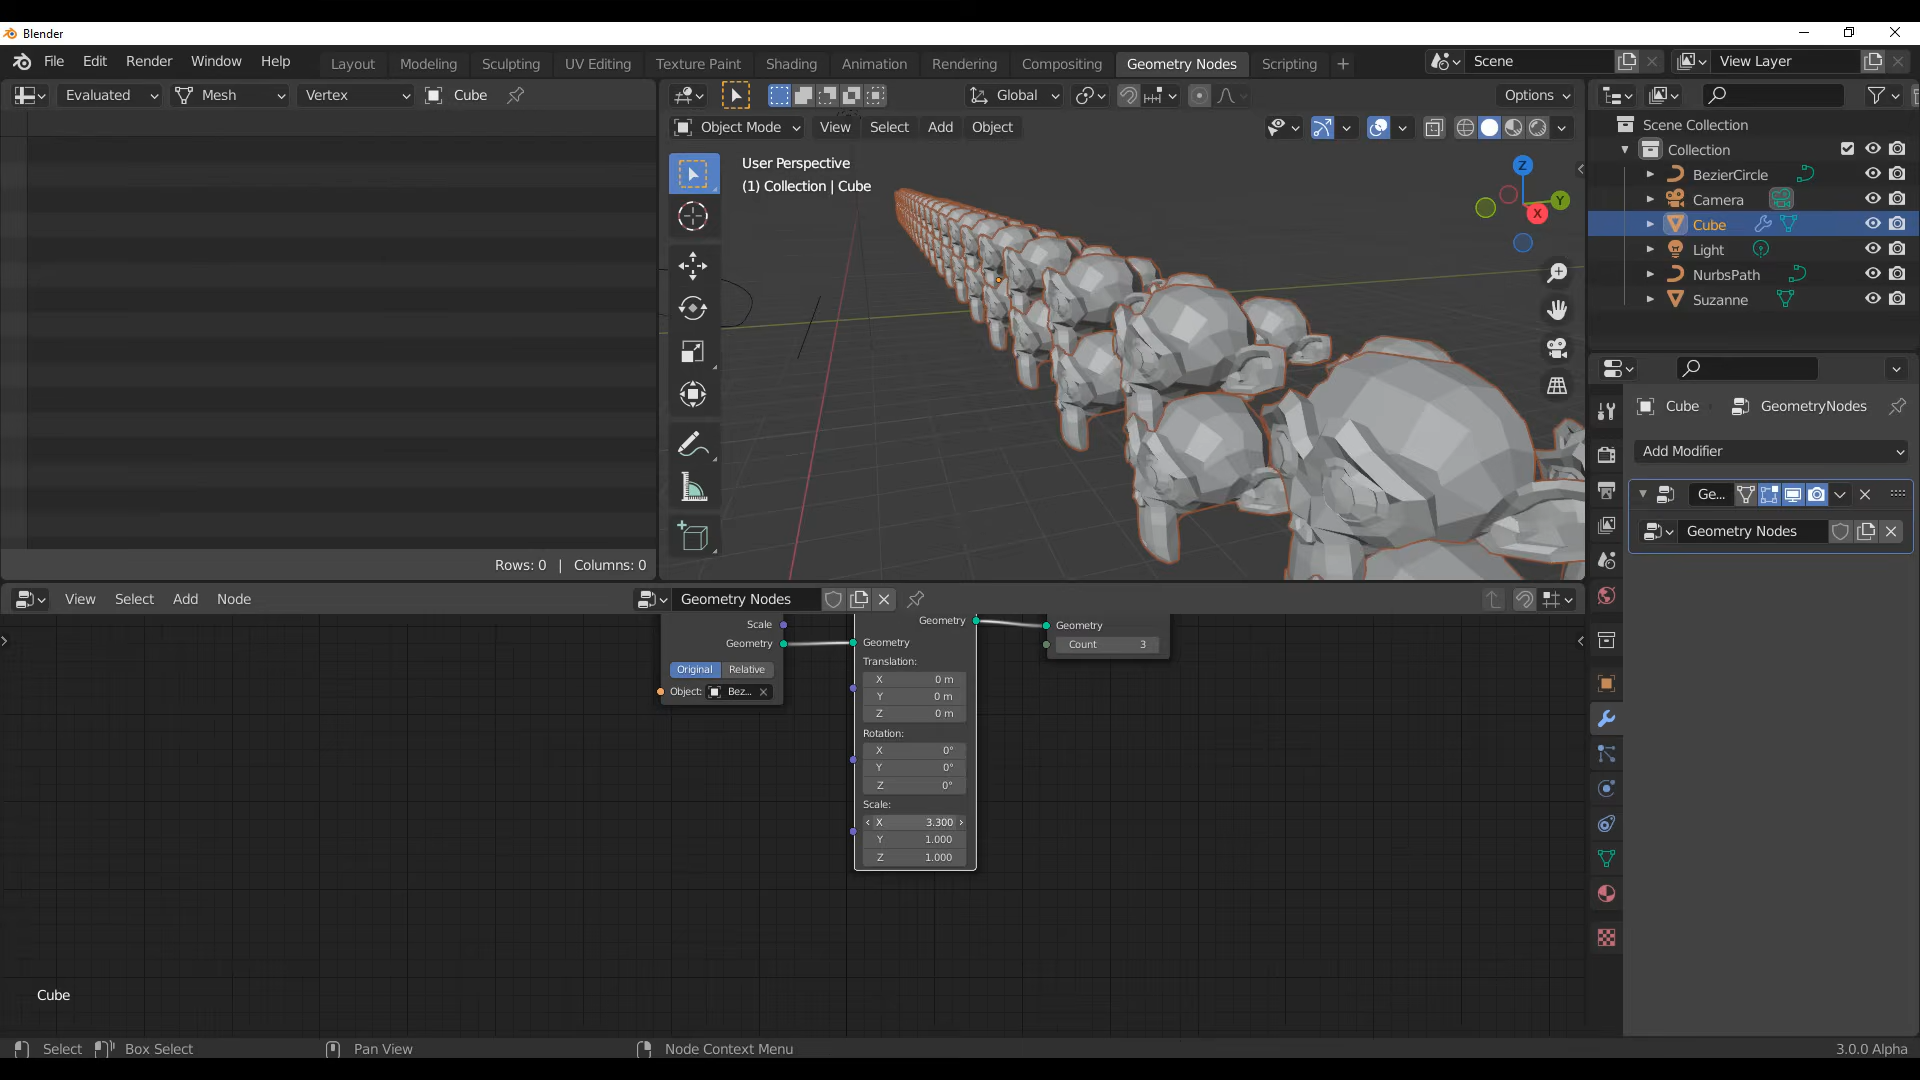 Blender
File Edit Render Window Help Layout Modeling Sculpting UV Editing Texture Paint Shading Animation Rendering Compositing Geometry Nodes Scripting + Scene View Layer
Evaluated Mesh Vertex Cube Global Options
Object Mode View Select Add Object
User Perspective
(1) Collection | Cube
Z
Y
X
Scene Collection
Collection
BezierCircle
Camera
Cube
Light
NurbsPath
Suzanne
Cube GeometryNodes
Add Modifier
Ge...
Geometry Nodes
Rows: 0 | Columns: 0
View Select Add Node Geometry Nodes
Scale
Geometry
Original Relative
Object: Bez...
Geometry
Geometry
Translation:
X 0 m
Y 0 m
Z 0 m
Rotation:
X 0°
Y 0°
Z 0°
Scale:
X 3.300
Y 1.000
Z 1.000
Geometry
Count 3
Cube
Select Box Select Pan View Node Context Menu 3.0.0 Alpha